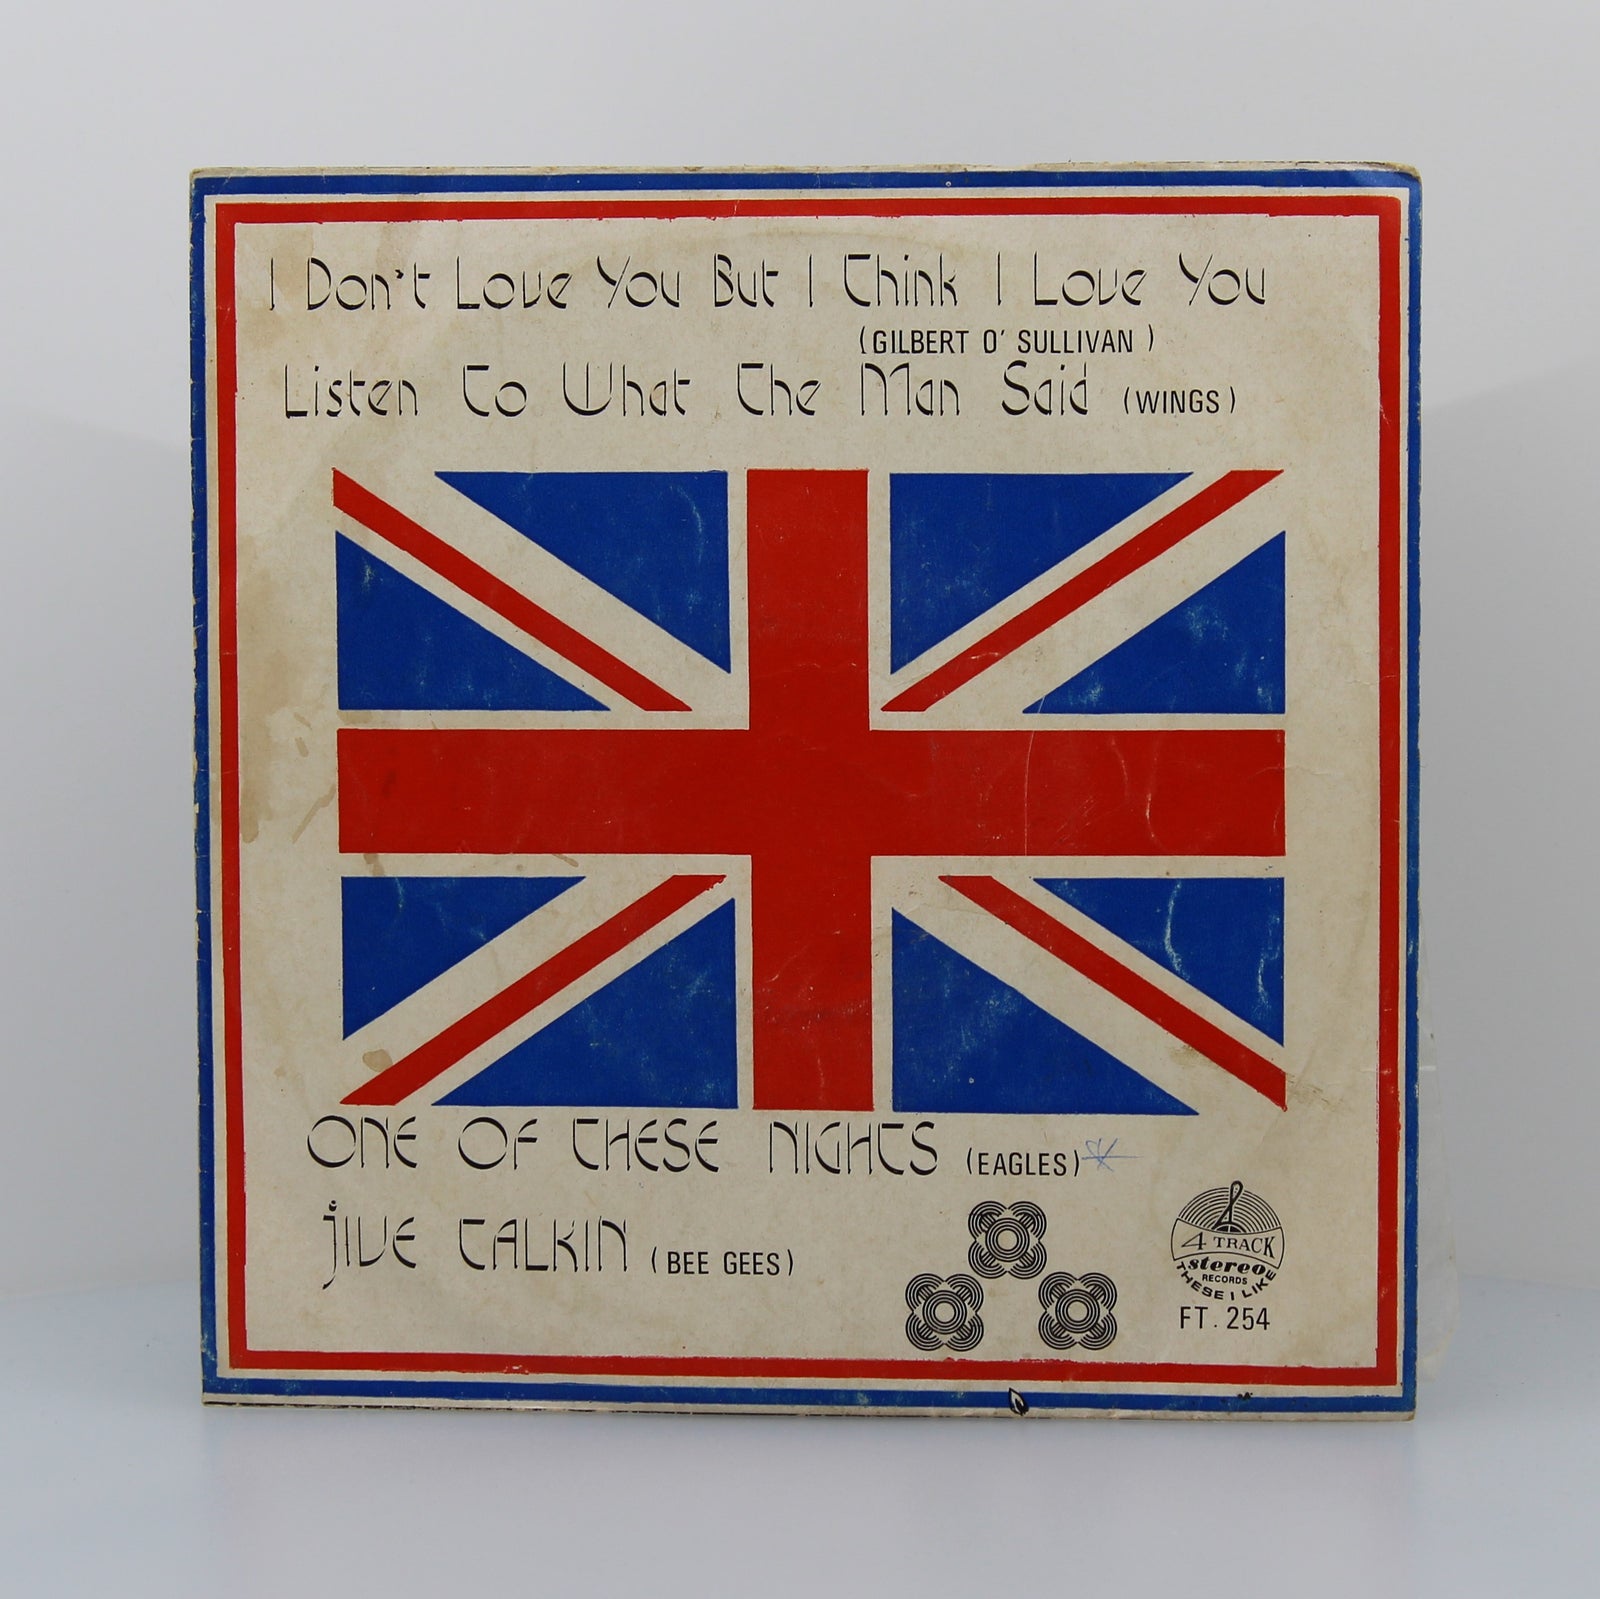 I Don't Love You But I Think I Love You
(GILBERT O' SULLIVAN)
Listen To What The Man Said (WINGS)
ONE OF THESE NIGHTS (EAGLES)
JIVE TALKIN (BEE GEES)
4
4 TRACK
stereo
RECORDS
THESE I LIKE
FT. 254